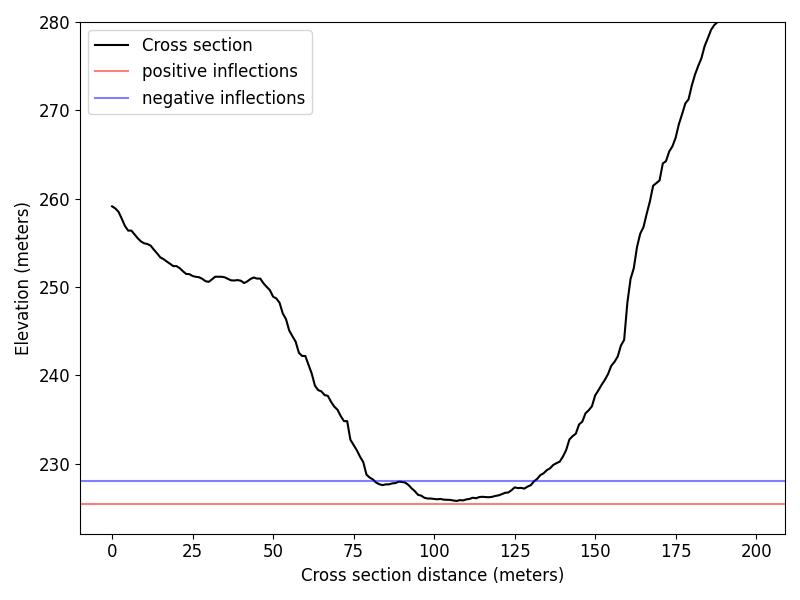 Cross section
positive inflections
negative inflections
280
270
260
250
240
230
Elevation (meters)
0 25 50 75 100 125 150 175 200
Cross section distance (meters)